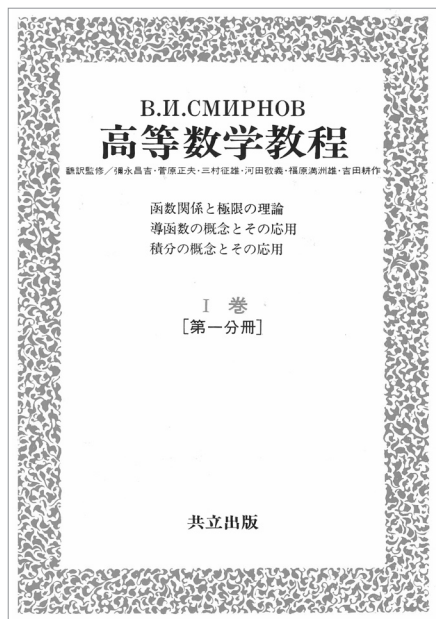 В.И.СМИРНОВ
高等数学教程
翻訳監修／彌永昌吉・菅原正夫・三村征雄・河田敬義・福原満洲雄・吉田耕作
函数関係と極限の理論
導函数の概念とその応用
積分の概念とその応用
I 巻
[第一分冊]
共立出版